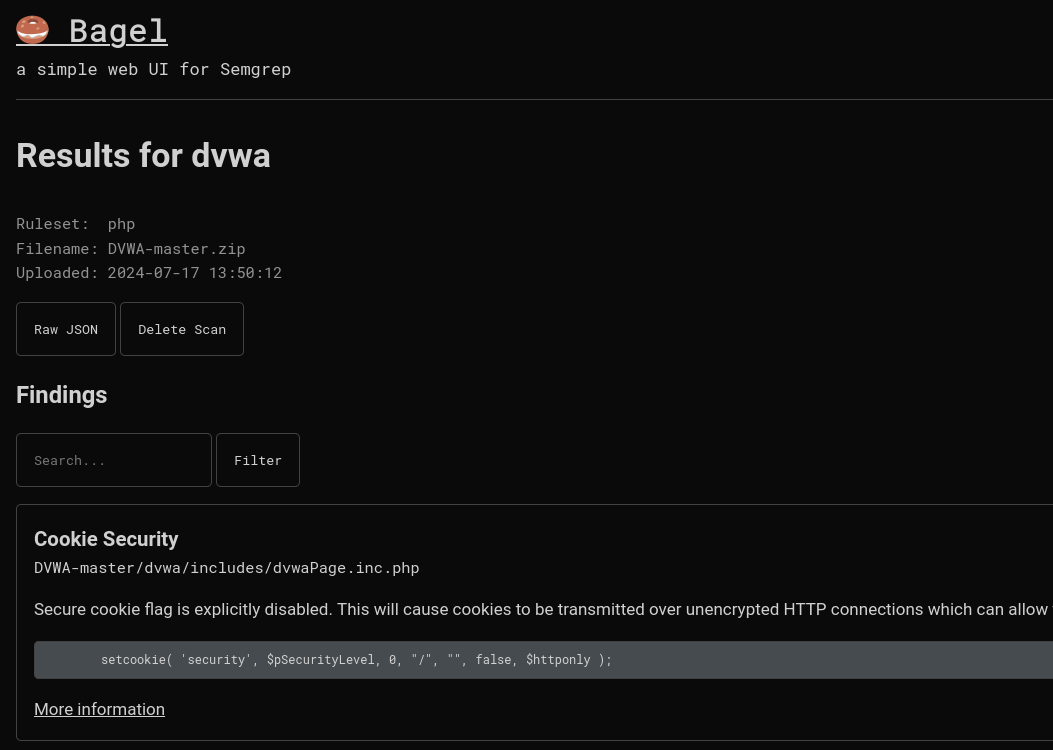 Bagel
a simple web UI for Semgrep
Results for dvwa
Ruleset:  php
Filename: DVWA-master.zip
Uploaded: 2024-07-17 13:50:12
Raw JSON Delete Scan
Findings
Search... Filter
Cookie Security
DVWA-master/dvwa/includes/dvwaPage.inc.php
Secure cookie flag is explicitly disabled. This will cause cookies to be transmitted over unencrypted HTTP connections which can allow
setcookie( 'security', $pSecurityLevel, 0, "/", "", false, $httponly );
More information